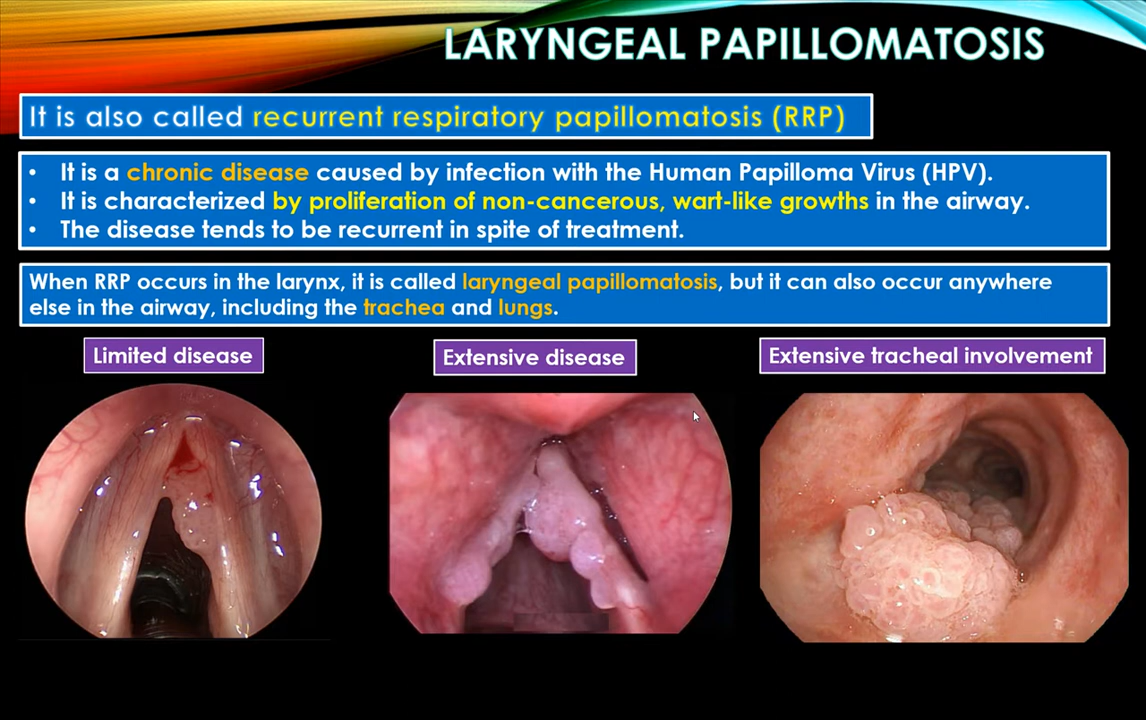 LARYNGEAL PAPILLOMATOSIS
It is also called recurrent respiratory papillomatosis (RRP)
• It is a chronic disease caused by infection with the Human Papilloma Virus (HPV).
• It is characterized by proliferation of non-cancerous, wart-like growths in the airway.
• The disease tends to be recurrent in spite of treatment.
When RRP occurs in the larynx, it is called laryngeal papillomatosis, but it can also occur anywhere
else in the airway, including the trachea and lungs.
Limited disease
Extensive disease
Extensive tracheal involvement